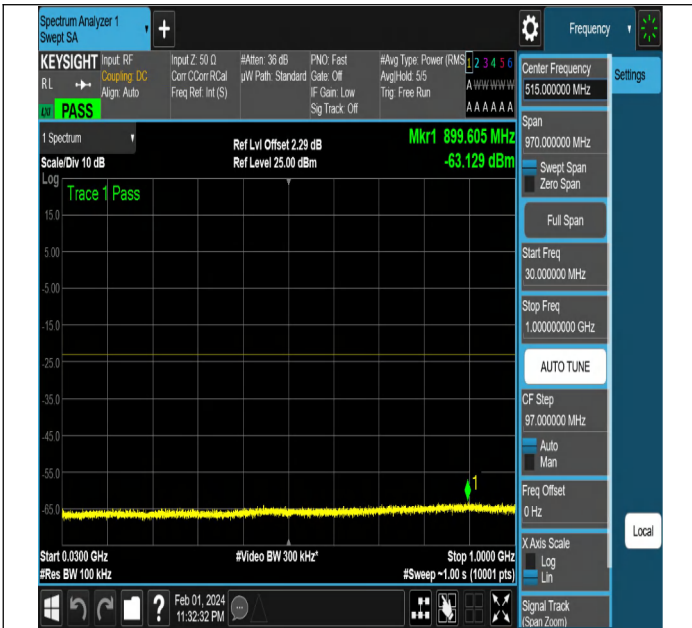 Spectrum Analyzer 1
Swept SA
+
Frequency
KEYSIGHT
RL
LXI
PASS
Input: RF
Coupling: DC
Align: Auto
Input Z: 50 Ω
Corr CCorr RCal
Freq Ref: Int (S)
#Atten: 36 dB
µW Path: Standard
PNO: Fast
Gate: Off
IF Gain: Low
Sig Track: Off
#Avg Type: Power (RMS
Avg|Hold: 5/5
Trig: Free Run
1 2 3 4 5 6
A W W W W W
A A A A A A
1 Spectrum
Scale/Div 10 dB
Ref Lvl Offset 2.29 dB
Ref Level 25.00 dBm
Mkr1 899.605 MHz
-63.129 dBm
Log
Trace 1 Pass
15.0
5.00
-5.00
-15.0
-25.0
-35.0
-45.0
-55.0
-65.0
1
Start 0.0300 GHz
#Res BW 100 kHz
#Video BW 300 kHz*
Stop 1.0000 GHz
#Sweep ~1.00 s (10001 pts)
?
Feb 01, 2024
11:32:32 PM
Center Frequency
515.000000 MHz
Span
970.000000 MHz
Swept Span
Zero Span
Full Span
Start Freq
30.000000 MHz
Stop Freq
1.000000000 GHz
AUTO TUNE
CF Step
97.000000 MHz
Auto
Man
Freq Offset
0 Hz
X Axis Scale
Log
Lin
Signal Track
(Span Zoom)
Settings
Local